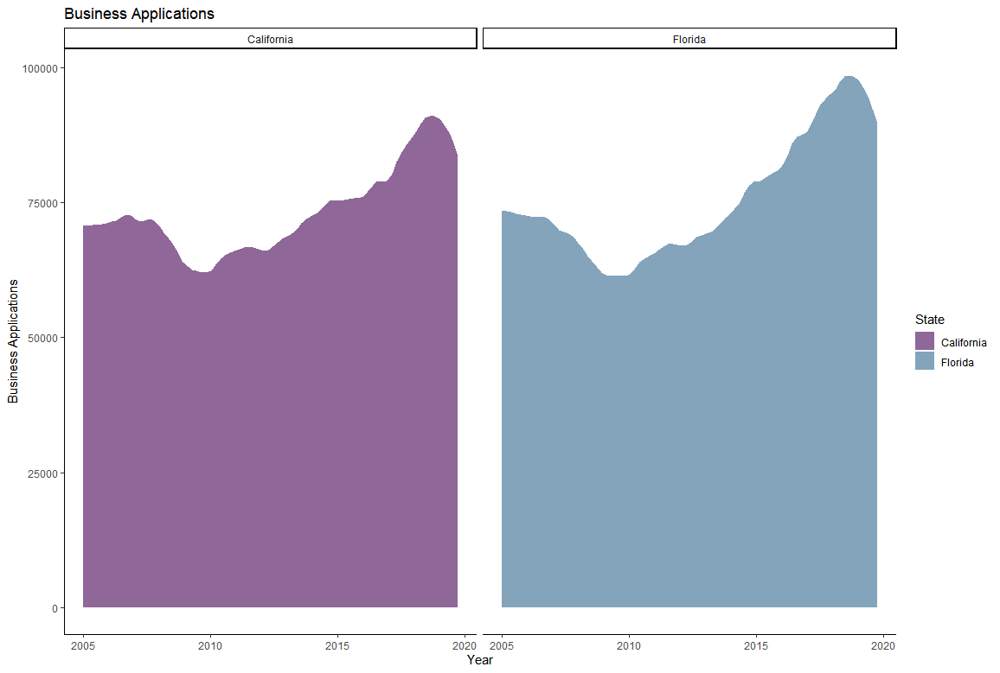 Business Applications
California
Florida
100000
75000
50000
25000
0
Business Applications
2005
2010
2015
2020
2005
2010
2015
2020
Year
State
California
Florida